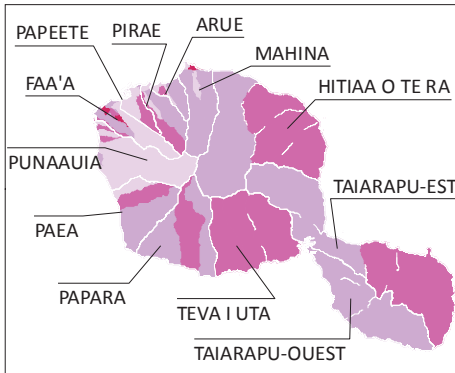 ARUE
PIRAE
PAPEETE
MAHINA
FAA'A
HITIAA O TE RA
PUNAAUIA
TAIARAPU-EST
PAEA
PAPARA
TEVA I UTA
TAIARAPU-OUEST